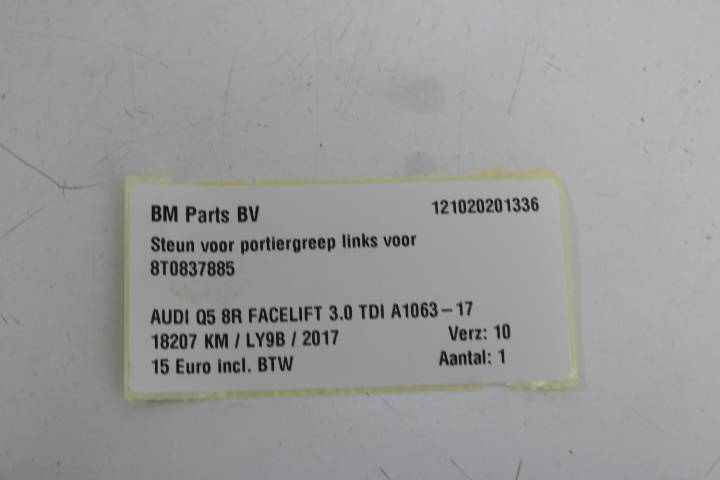 BM Parts BV 121020201336
Steun voor portiergreep links voor
8T0837885
AUDI Q5 8R FACELIFT 3.0 TDI A1063-17
18207 KM / LY9B / 2017 Verz: 10
15 Euro incl. BTW Aantal: 1